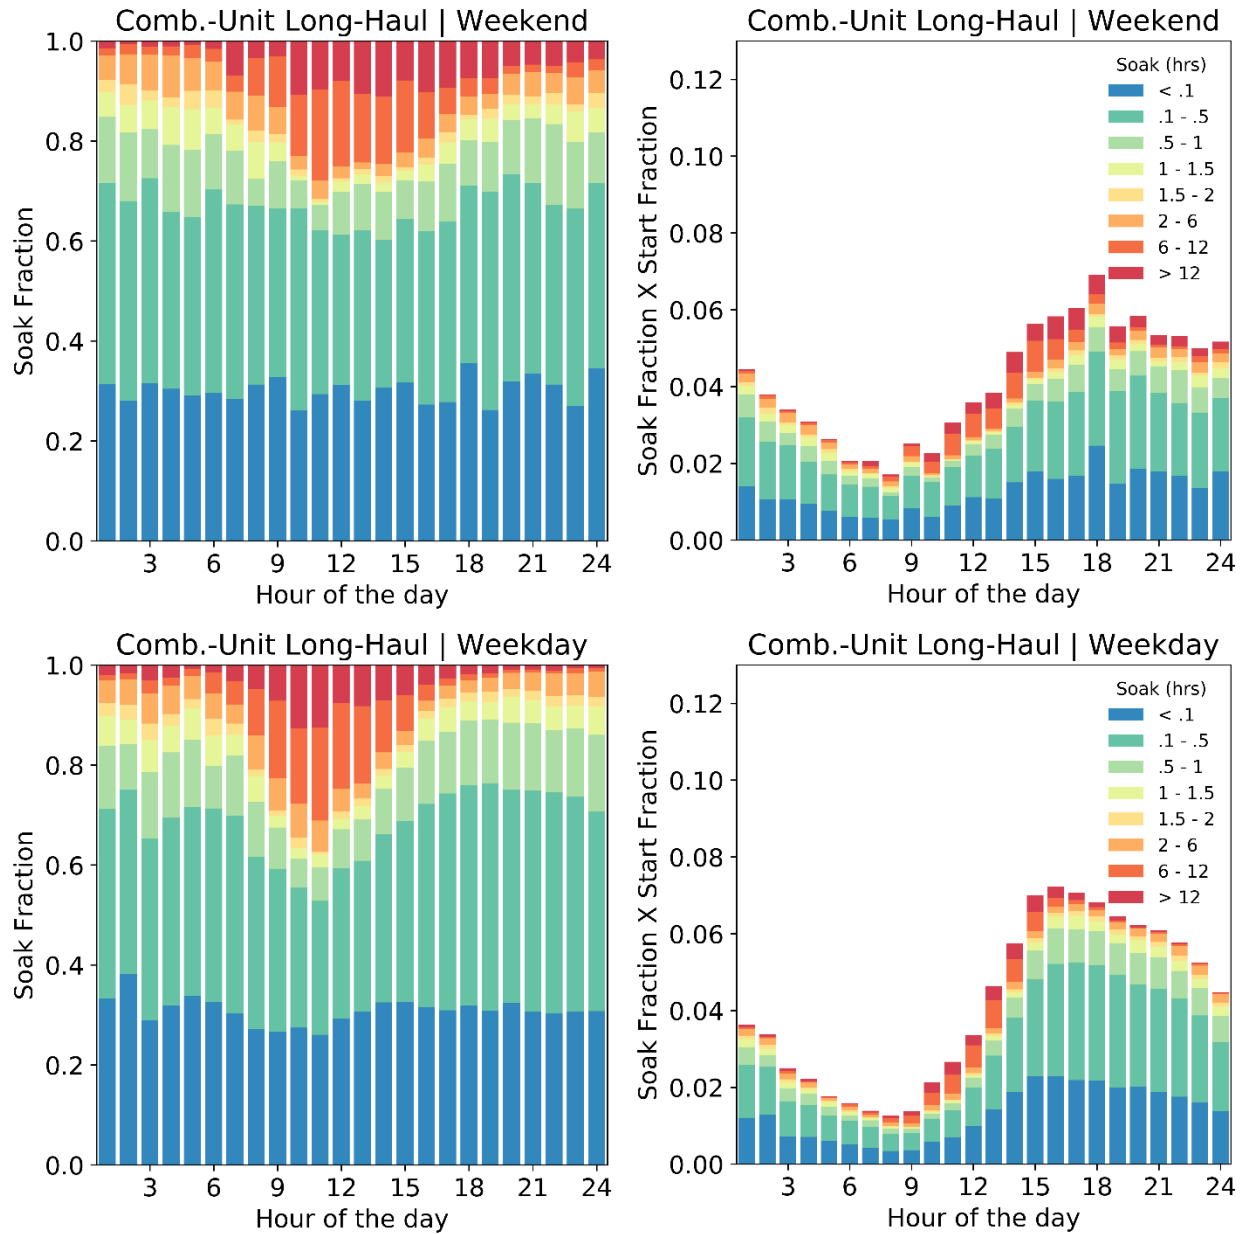 Comb.-Unit Long-Haul | Weekend
1.0
0.8
0.6
0.4
0.2
0.0
Soak Fraction
3 6 9 12 15 18 21 24
Hour of the day
Comb.-Unit Long-Haul | Weekend
0.12
0.10
0.08
0.06
0.04
0.02
0.00
Soak Fraction X Start Fraction
Soak (hrs)
< .1
.1 - .5
.5 - 1
1 - 1.5
1.5 - 2
2 - 6
6 - 12
> 12
3 6 9 12 15 18 21 24
Hour of the day
Comb.-Unit Long-Haul | Weekday
1.0
0.8
0.6
0.4
0.2
0.0
Soak Fraction
3 6 9 12 15 18 21 24
Hour of the day
Comb.-Unit Long-Haul | Weekday
0.12
0.10
0.08
0.06
0.04
0.02
0.00
Soak Fraction X Start Fraction
Soak (hrs)
< .1
.1 - .5
.5 - 1
1 - 1.5
1.5 - 2
2 - 6
6 - 12
> 12
3 6 9 12 15 18 21 24
Hour of the day